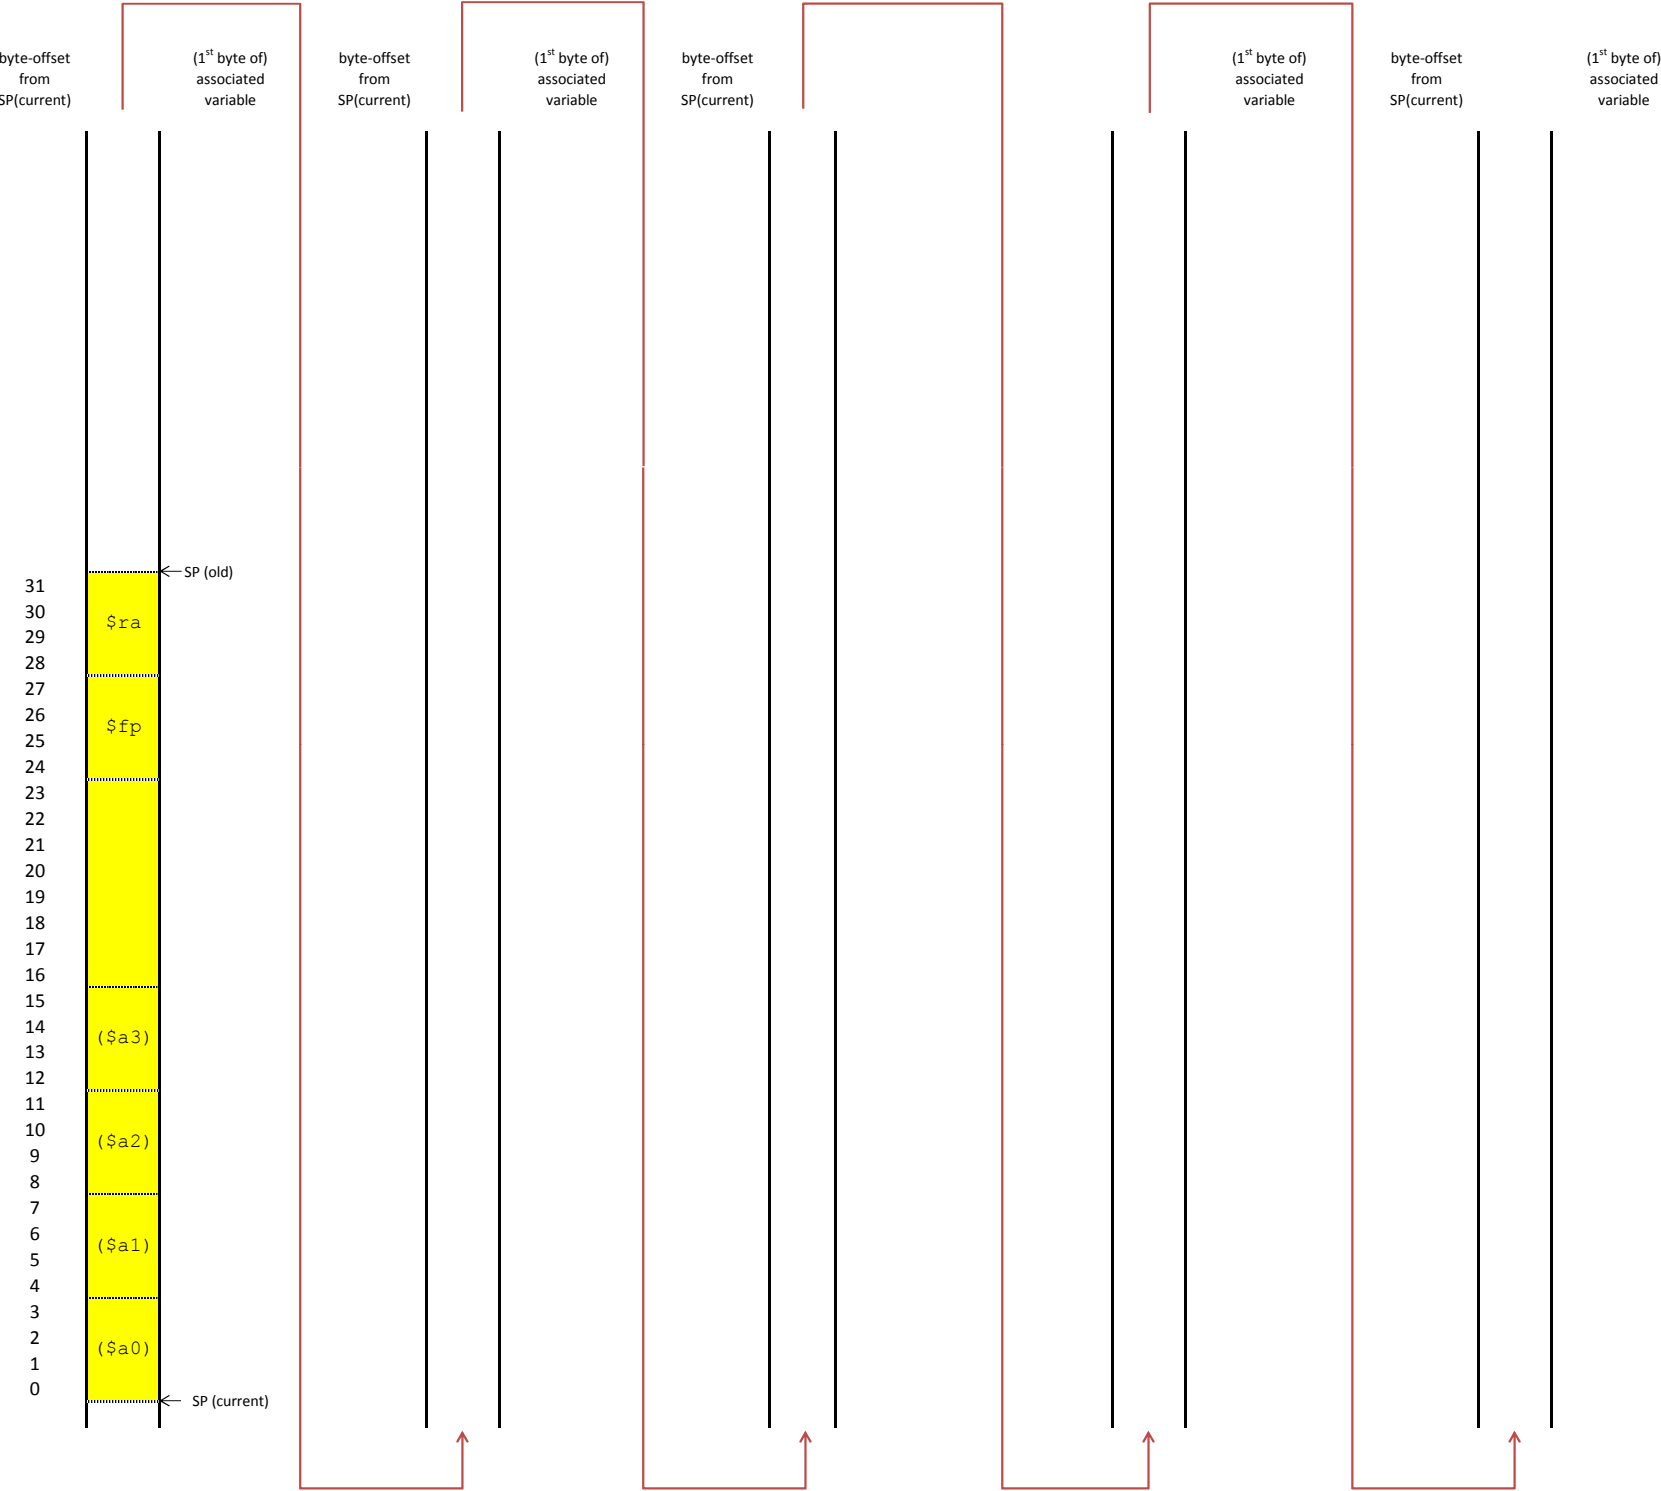 byte-offset
from
SP(current)
(1st byte of)
associated
variable
byte-offset
from
SP(current)
(1st byte of)
associated
variable
byte-offset
from
SP(current)
(1st byte of)
associated
variable
byte-offset
from
SP(current)
(1st byte of)
associated
variable
SP (old)
31
30
$ra
29
28
27
26
$fp
25
24
23
22
21
20
19
18
17
16
15
14
($a3)
13
12
11
10
($a2)
9
8
7
6
($a1)
5
4
3
2
($a0)
1
0
SP (current)